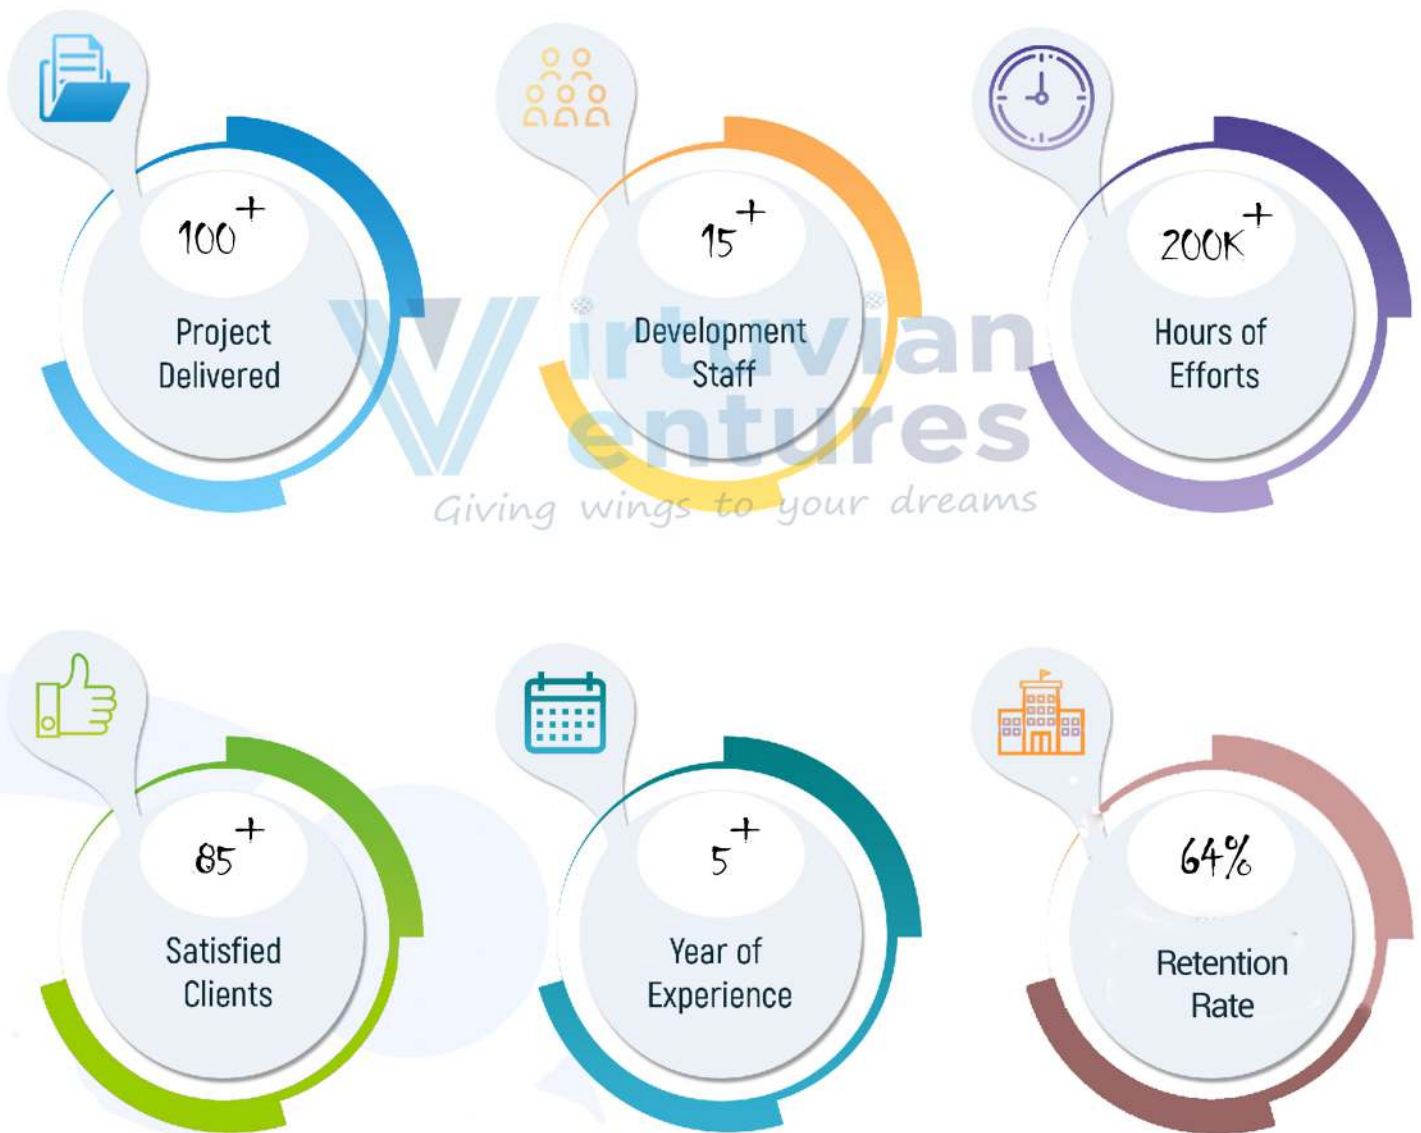 100+
Project
Delivered
15+
Development
Staff
200K+
Hours of
Efforts
Virtuvian
Ventures
Giving wings to your dreams
85+
Satisfied
Clients
5+
Year of
Experience
64%
Retention
Rate